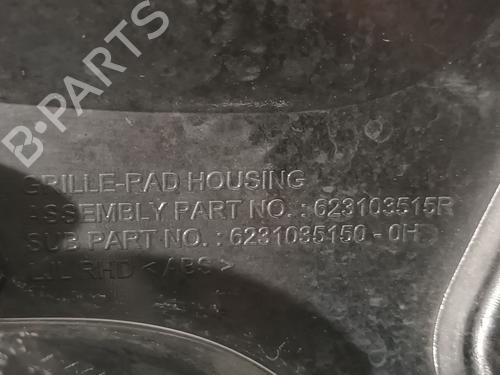 B-PARTS
GRILLE-RAD HOUSING
ASSEMBLY PART NO. : 623103515R
SUB PART NO. : 6231035150 - 0H
RHD < ABS >